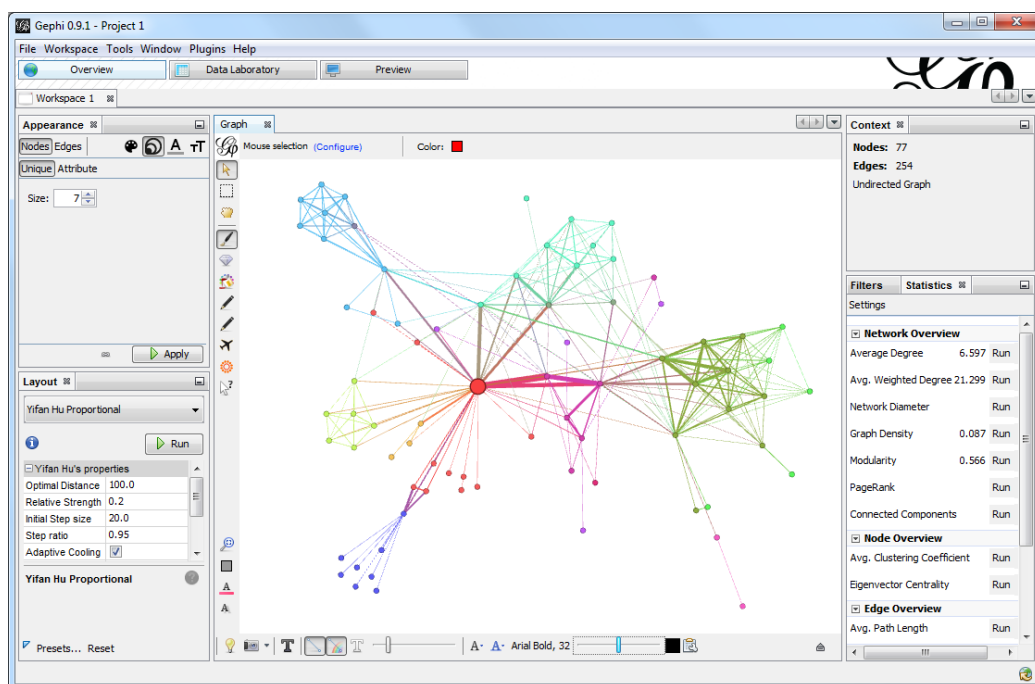 Gephi 0.9.1 - Project 1
File Workspace Tools Window Plugins Help
Overview Data Laboratory Preview
Workspace 1
Appearance
Nodes Edges
Unique Attribute
Size: 7
Apply
Layout
Yifan Hu Proportional
Run
Yifan Hu's properties
Optimal Distance 100.0
Relative Strength 0.2
Initial Step size 20.0
Step ratio 0.95
Adaptive Cooling
Yifan Hu Proportional
Presets... Reset
Graph
Mouse selection (Configure) Color:
Arial Bold, 32
Context
Nodes: 77
Edges: 254
Undirected Graph
Filters Statistics
Settings
Network Overview
Average Degree 6.597 Run
Avg. Weighted Degree 21.299 Run
Network Diameter Run
Graph Density 0.087 Run
Modularity 0.566 Run
PageRank Run
Connected Components Run
Node Overview
Avg. Clustering Coefficient Run
Eigenvector Centrality Run
Edge Overview
Avg. Path Length Run